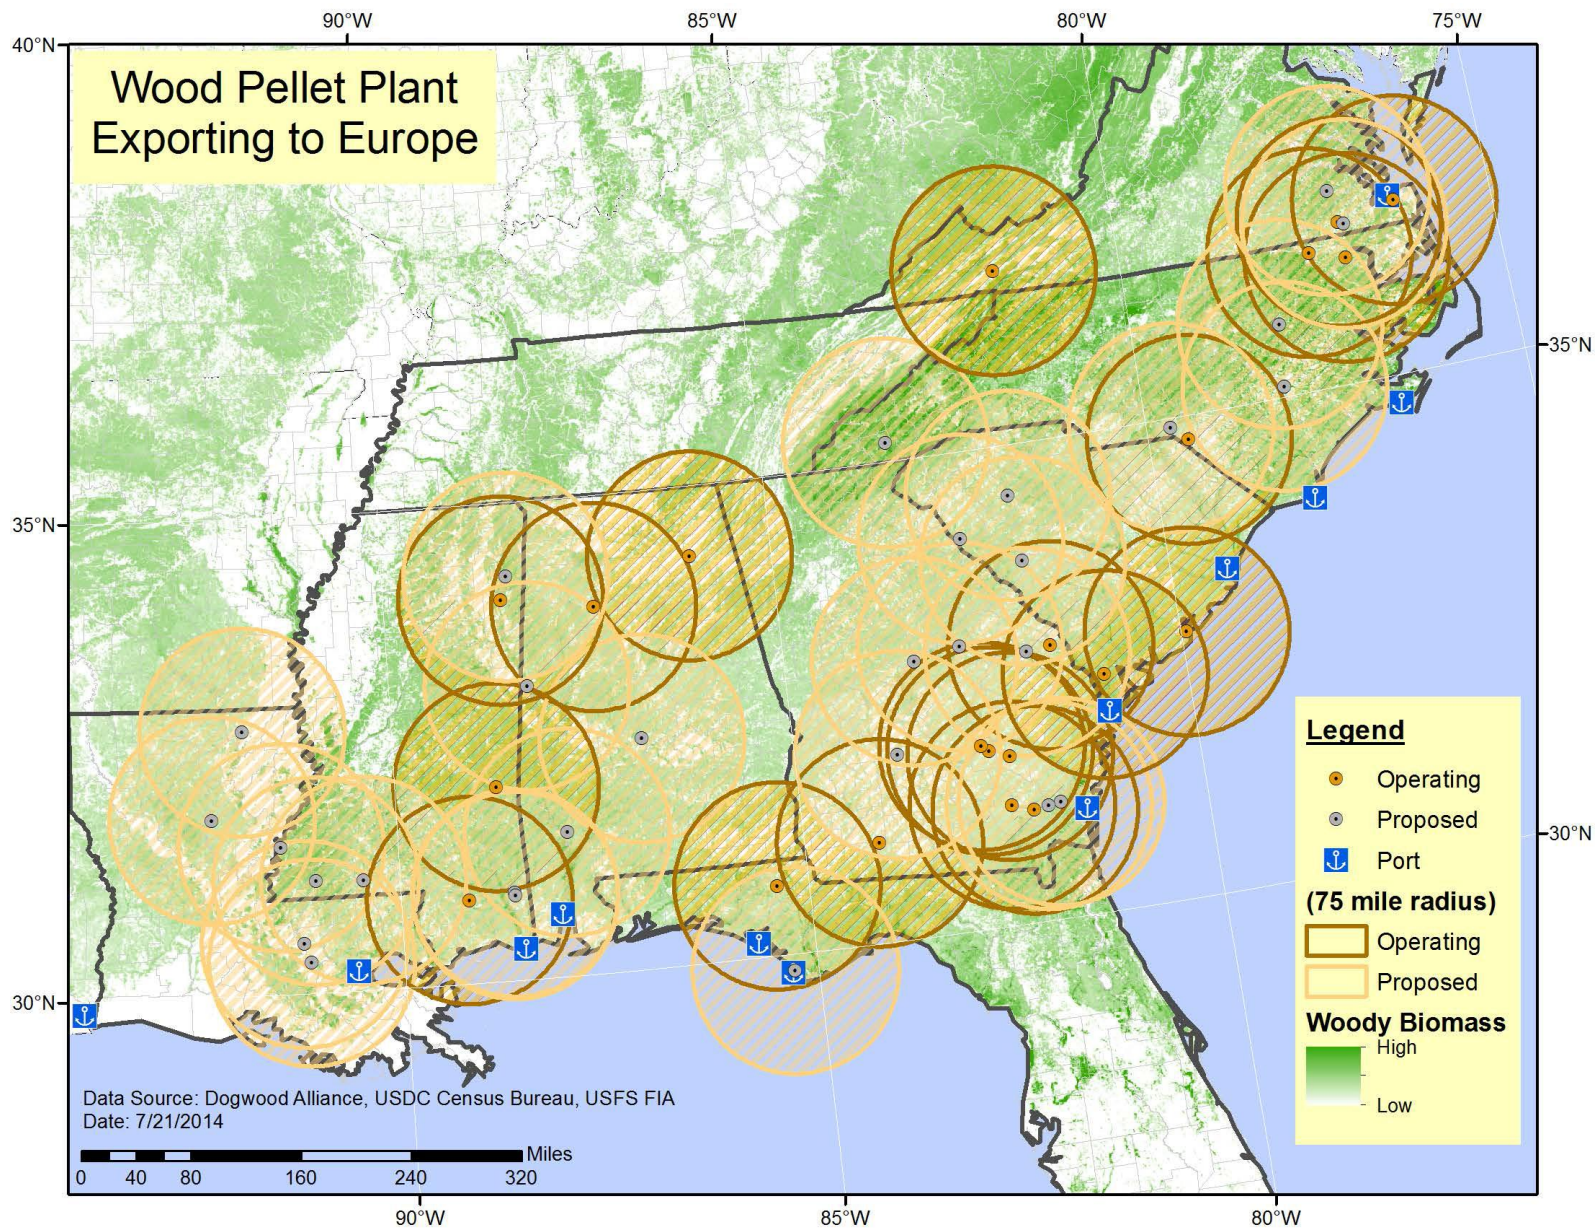 90°W 85°W 80°W 75°W
40°N
Wood Pellet Plant
Exporting to Europe
35°N
35°N
30°N
30°N
Legend
Operating
Proposed
Port
(75 mile radius)
Operating
Proposed
Woody Biomass
High
Low
Data Source: Dogwood Alliance, USDC Census Bureau, USFS FIA
Date: 7/21/2014
Miles
0 40 80 160 240 320
90°W 85°W 80°W